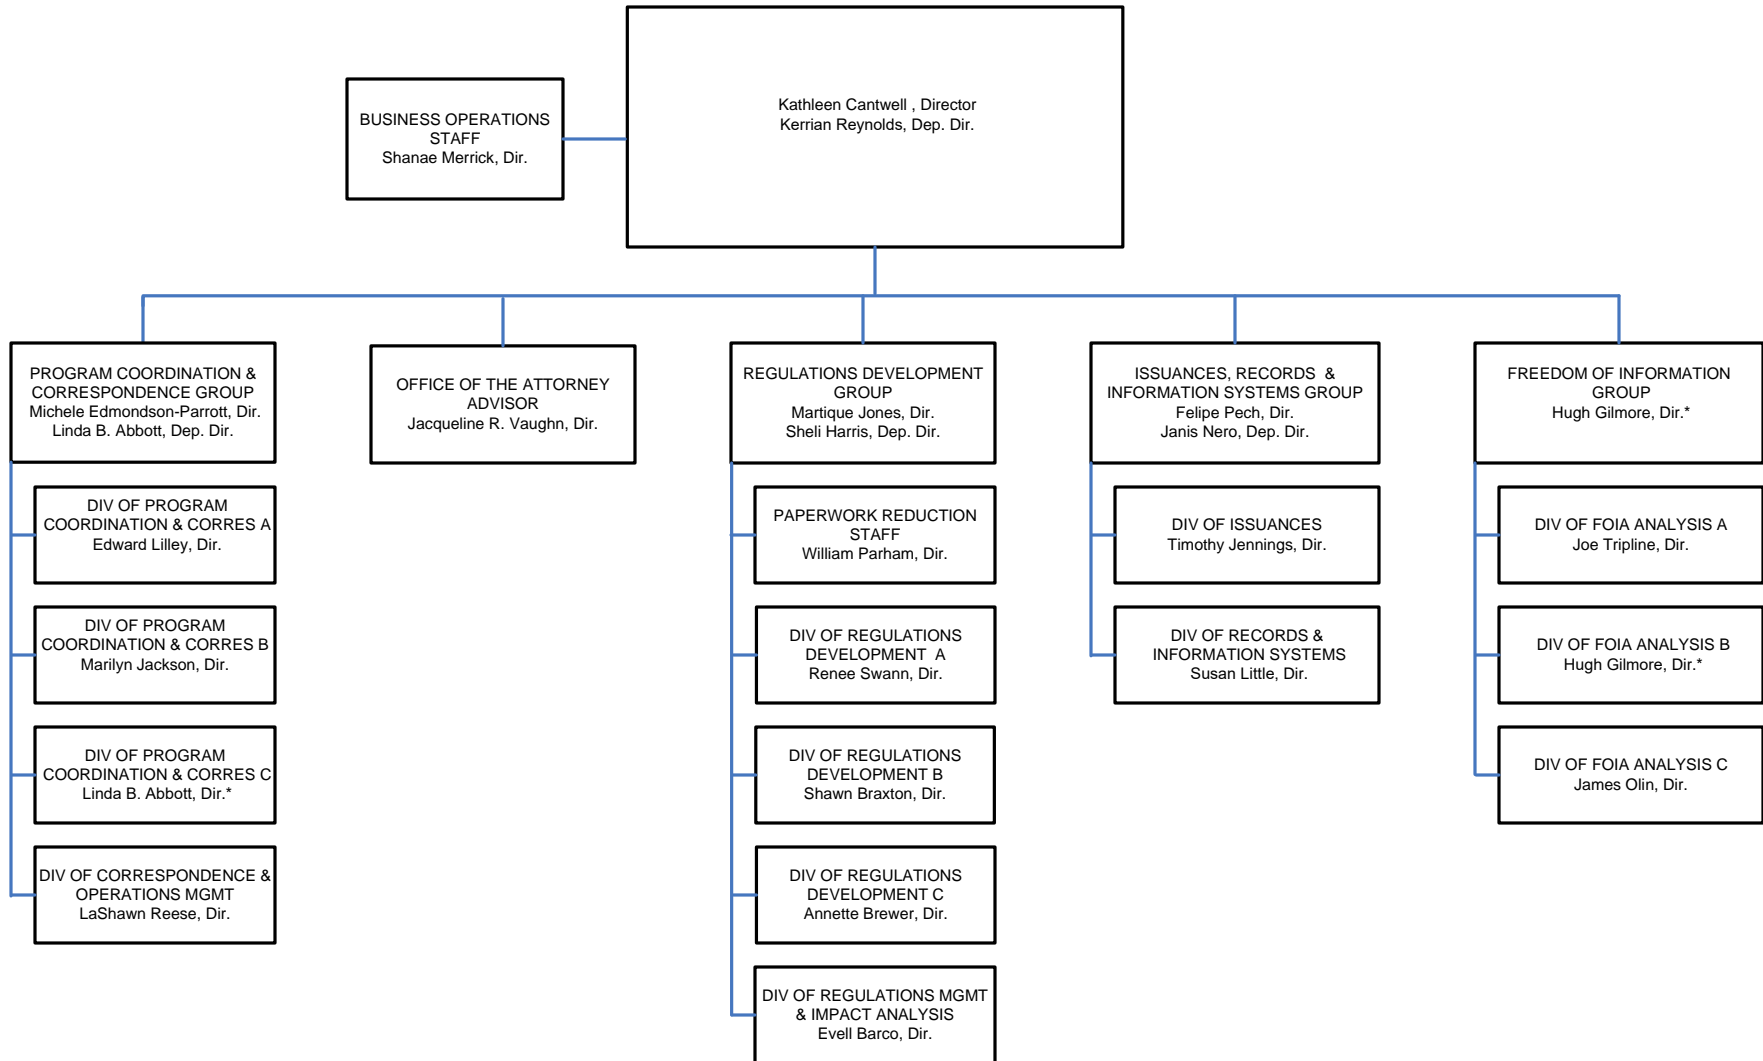 Kathleen Cantwell , Director
Kerrian Reynolds, Dep. Dir.
BUSINESS OPERATIONS
STAFF
Shanae Merrick, Dir.
PROGRAM COORDINATION &
CORRESPONDENCE GROUP
Michele Edmondson-Parrott, Dir.
Linda B. Abbott, Dep. Dir.
DIV OF PROGRAM
COORDINATION & CORRES A
Edward Lilley, Dir.
DIV OF PROGRAM
COORDINATION & CORRES B
Marilyn Jackson, Dir.
DIV OF PROGRAM
COORDINATION & CORRES C
Linda B. Abbott, Dir.*
DIV OF CORRESPONDENCE &
OPERATIONS MGMT
LaShawn Reese, Dir.
OFFICE OF THE ATTORNEY
ADVISOR
Jacqueline R. Vaughn, Dir.
REGULATIONS DEVELOPMENT
GROUP
Martique Jones, Dir.
Sheli Harris, Dep. Dir.
PAPERWORK REDUCTION
STAFF
William Parham, Dir.
DIV OF REGULATIONS
DEVELOPMENT A
Renee Swann, Dir.
DIV OF REGULATIONS
DEVELOPMENT B
Shawn Braxton, Dir.
DIV OF REGULATIONS
DEVELOPMENT C
Annette Brewer, Dir.
DIV OF REGULATIONS MGMT
& IMPACT ANALYSIS
Evell Barco, Dir.
ISSUANCES, RECORDS &
INFORMATION SYSTEMS GROUP
Felipe Pech, Dir.
Janis Nero, Dep. Dir.
DIV OF ISSUANCES
Timothy Jennings, Dir.
DIV OF RECORDS &
INFORMATION SYSTEMS
Susan Little, Dir.
FREEDOM OF INFORMATION
GROUP
Hugh Gilmore, Dir.*
DIV OF FOIA ANALYSIS A
Joe Tripline, Dir.
DIV OF FOIA ANALYSIS B
Hugh Gilmore, Dir.*
DIV OF FOIA ANALYSIS C
James Olin, Dir.